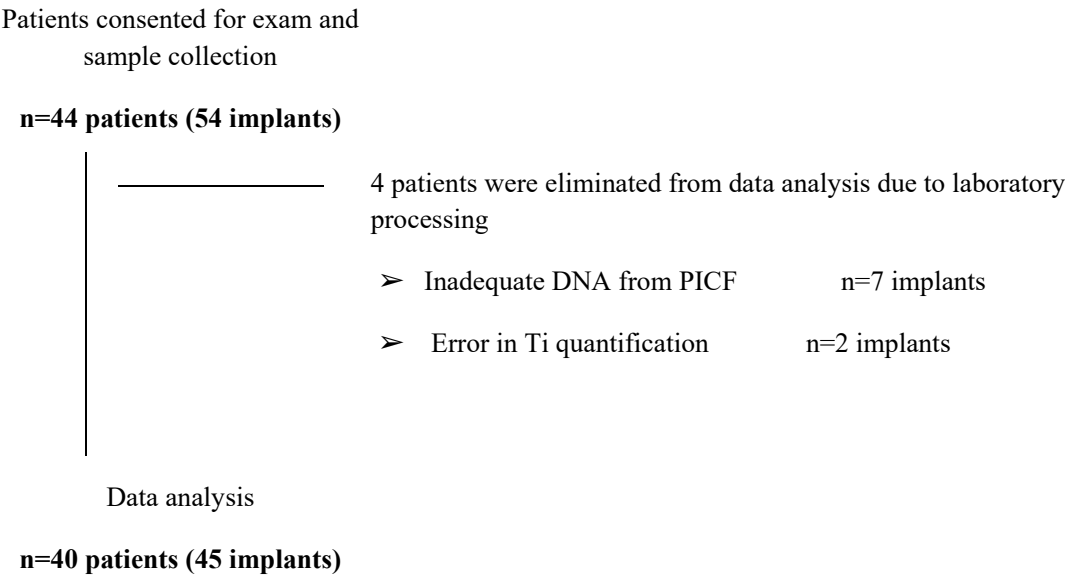 Patients consented for exam and
sample collection
n=44 patients (54 implants)
4 patients were eliminated from data analysis due to laboratory
processing
➢ Inadequate DNA from PICF n=7 implants
➢ Error in Ti quantification n=2 implants
Data analysis
n=40 patients (45 implants)